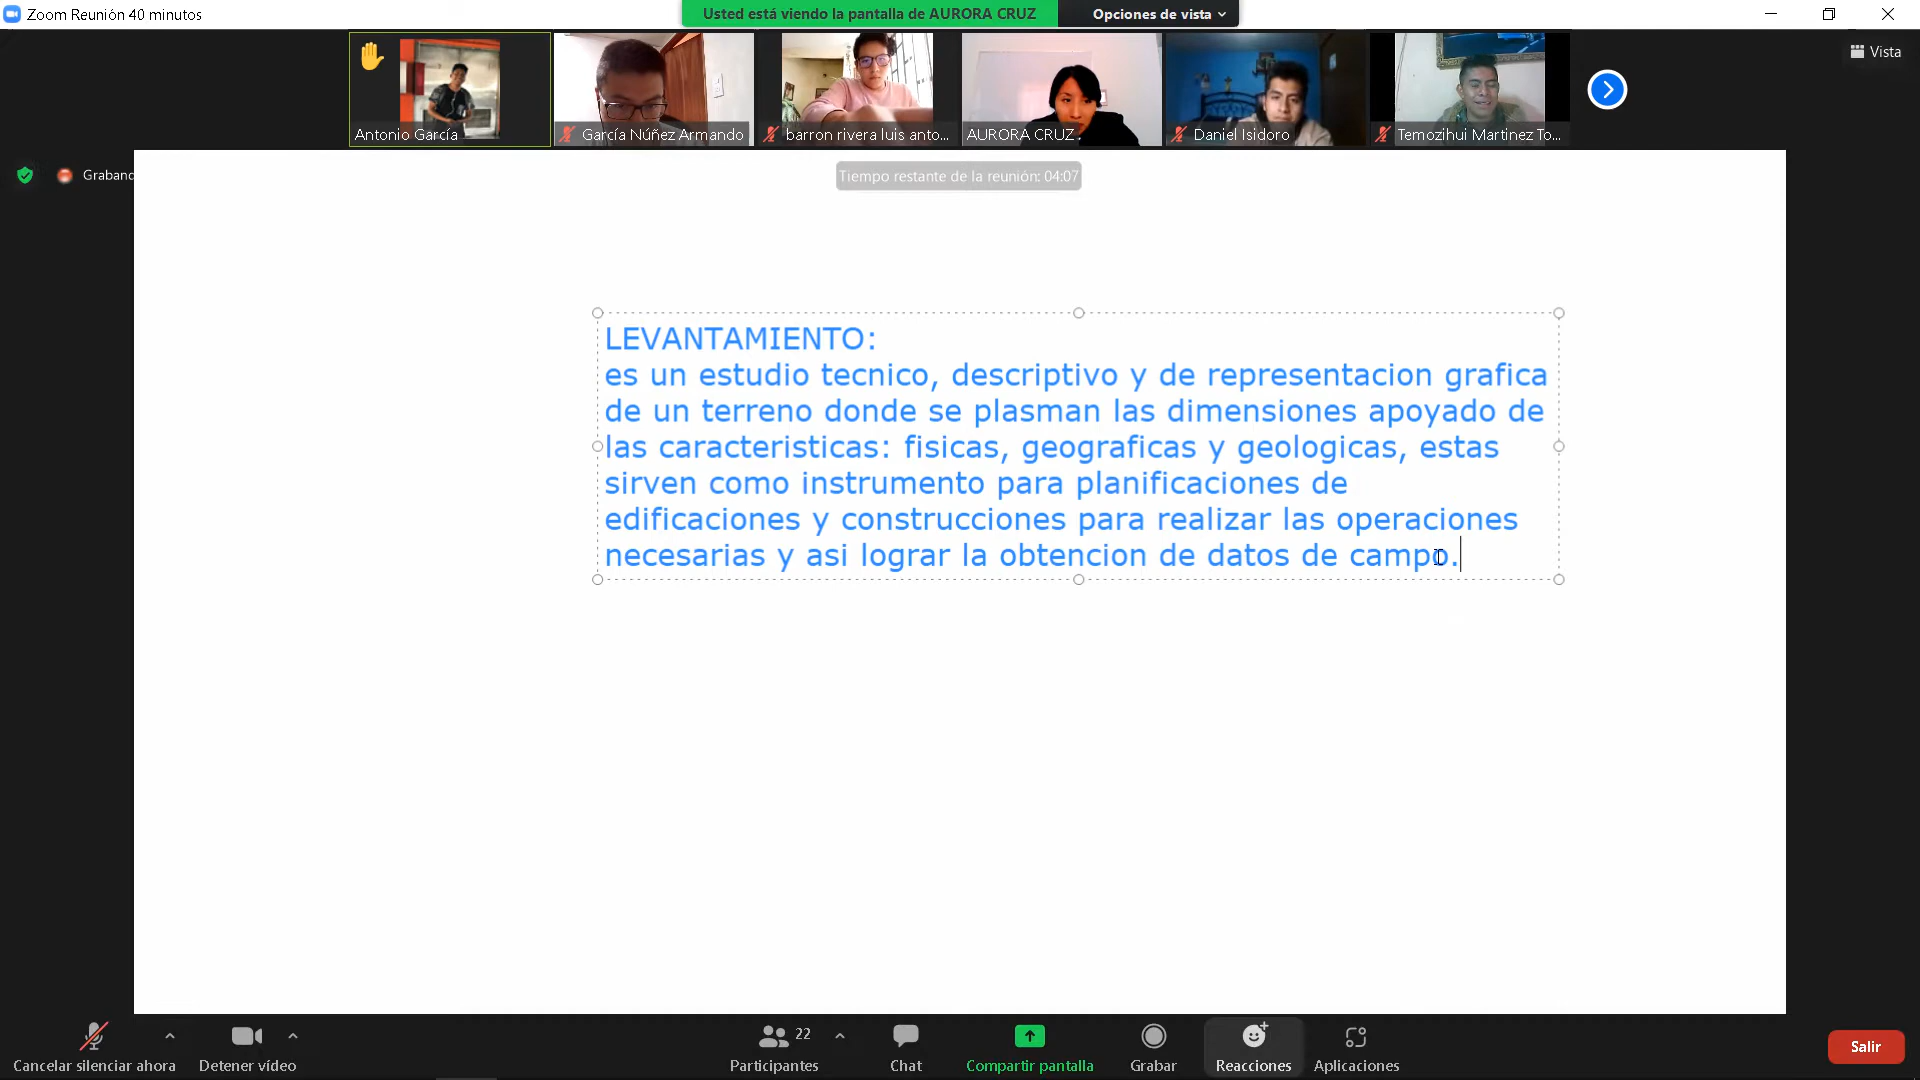 Zoom Reunión 40 minutos
Usted está viendo la pantalla de AURORA CRUZ
Opciones de vista
Vista
Antonio García
García Núñez Armando
barron rivera luis anto...
AURORA CRUZ
Daniel Isidoro
Temozihui Martinez To...
Grabanc
Tiempo restante de la reunión: 04:07
LEVANTAMIENTO:
es un estudio tecnico, descriptivo y de representacion grafica
de un terreno donde se plasman las dimensiones apoyado de
las caracteristicas: fisicas, geograficas y geologicas, estas
sirven como instrumento para planificaciones de
edificaciones y construcciones para realizar las operaciones
necesarias y asi lograr la obtencion de datos de campo.
Cancelar silenciar ahora
Detener vídeo
22
Participantes
Chat
Compartir pantalla
Grabar
Reacciones
Aplicaciones
Salir